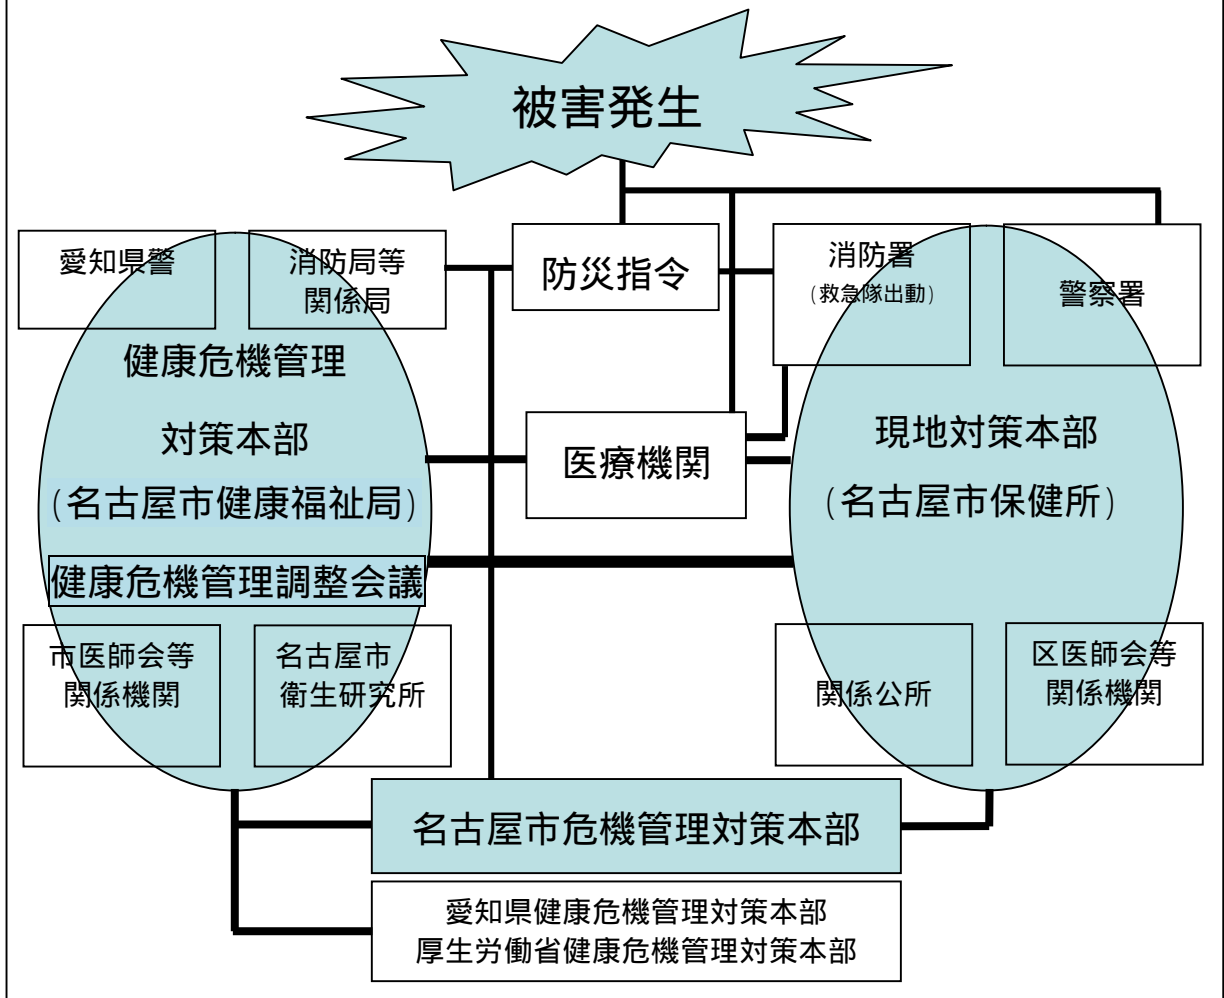 被害発生
愛知県警
消防局等
関係局
防災指令
消防署
(救急隊出動)
警察署
健康危機管理
対策本部
(名古屋市健康福祉局)
健康危機管理調整会議
医療機関
現地対策本部
(名古屋市保健所)
市医師会等
関係機関
名古屋市
衛生研究所
関係公所
区医師会等
関係機関
名古屋市危機管理対策本部
愛知県健康危機管理対策本部
厚生労働省健康危機管理対策本部